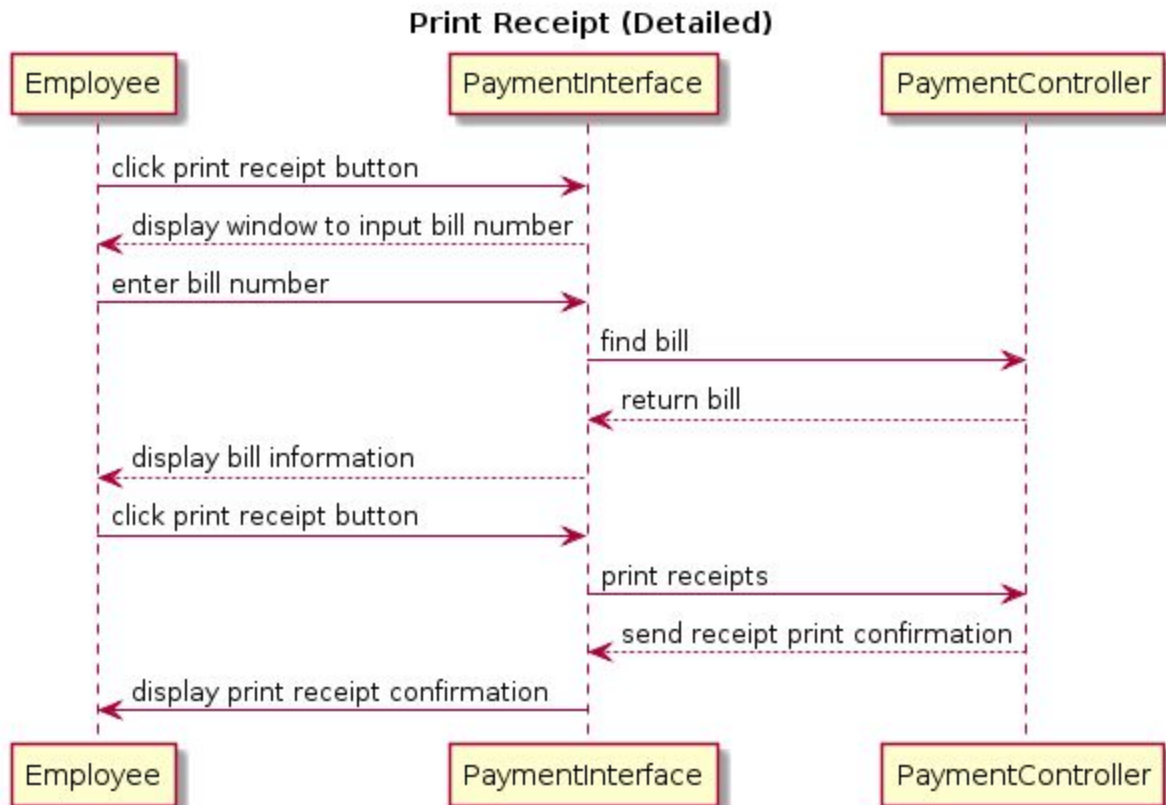 Print Receipt (Detailed)
Employee
PaymentInterface
PaymentController
click print receipt button
display window to input bill number
enter bill number
find bill
return bill
display bill information
click print receipt button
print receipts
send receipt print confirmation
display print receipt confirmation
Employee
PaymentInterface
PaymentController